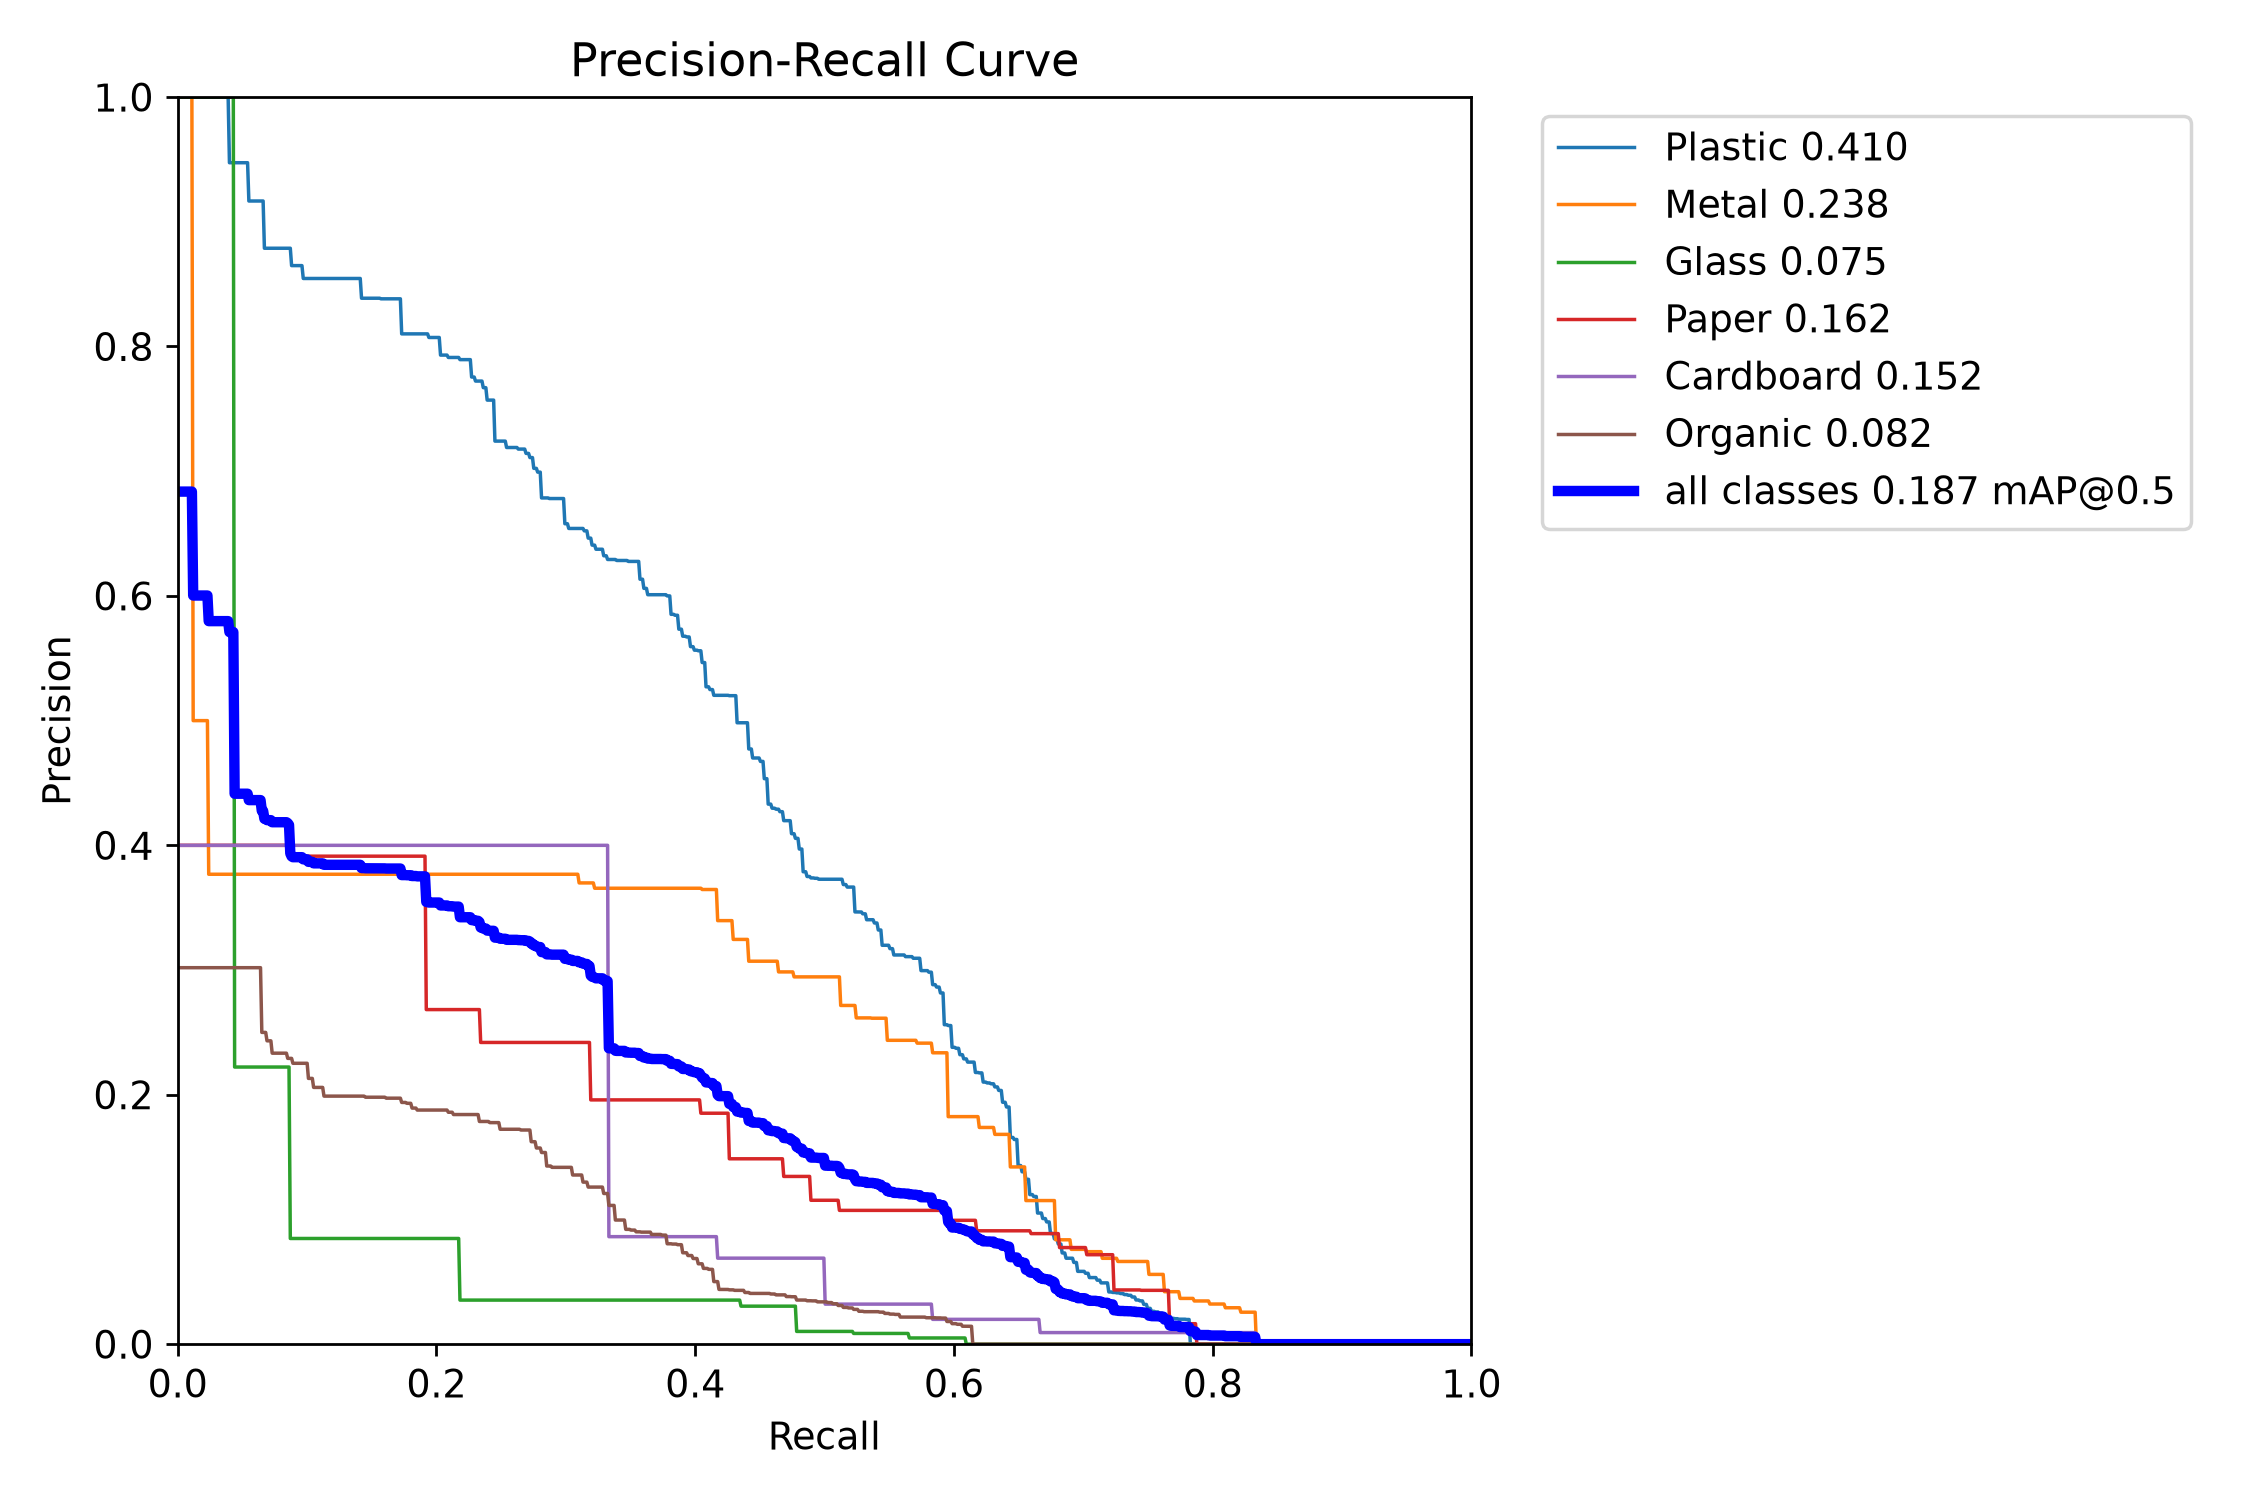 Precision-Recall Curve
1.0
0.8
0.6
0.4
0.2
0.0
Precision
0.0 0.2 0.4 0.6 0.8 1.0
Recall
Plastic 0.410
Metal 0.238
Glass 0.075
Paper 0.162
Cardboard 0.152
Organic 0.082
all classes 0.187 mAP@0.5